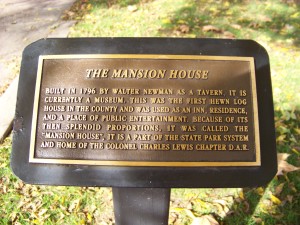 THE MANSION HOUSE
BUILT IN 1796 BY WALTER NEWMAN AS A TAVERN, IT IS
CURRENTLY A MUSEUM. THIS WAS THE FIRST HEWN LOG
HOUSE IN THE COUNTY AND WAS USED AS AN INN, RESIDENCE,
AND A PLACE OF PUBLIC ENTERTAINMENT. BECAUSE OF ITS
THEN SPLENDID PROPORTIONS, IT WAS CALLED THE
"MANSION HOUSE". IT IS A PART OF THE STATE PARK SYSTEM
AND HOME OF THE COLONEL CHARLES LEWIS CHAPTER D.A.R.